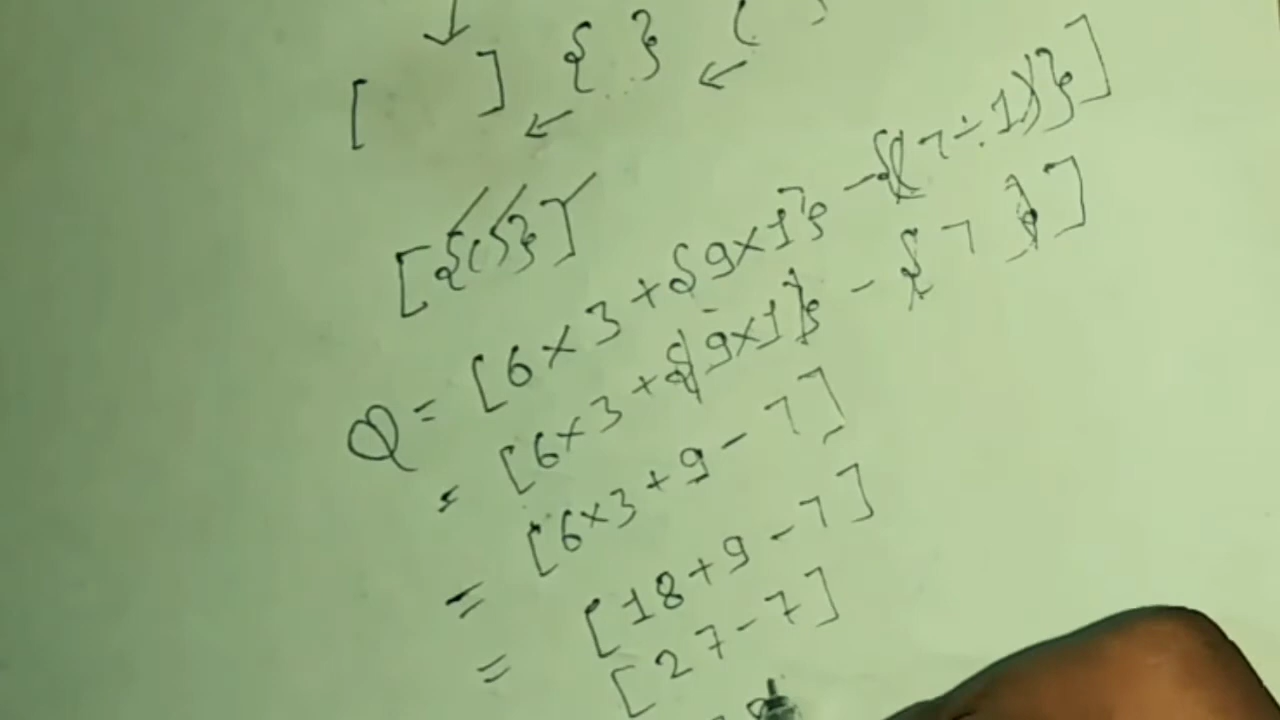 [ ] { } ( )
[{( )}]
Q = [6×3+{9×1} -{(7÷1)}]
= [6×3+{9×1} - {7}]
= [6×3+9-7]
= [18+9-7]
= [27-7]